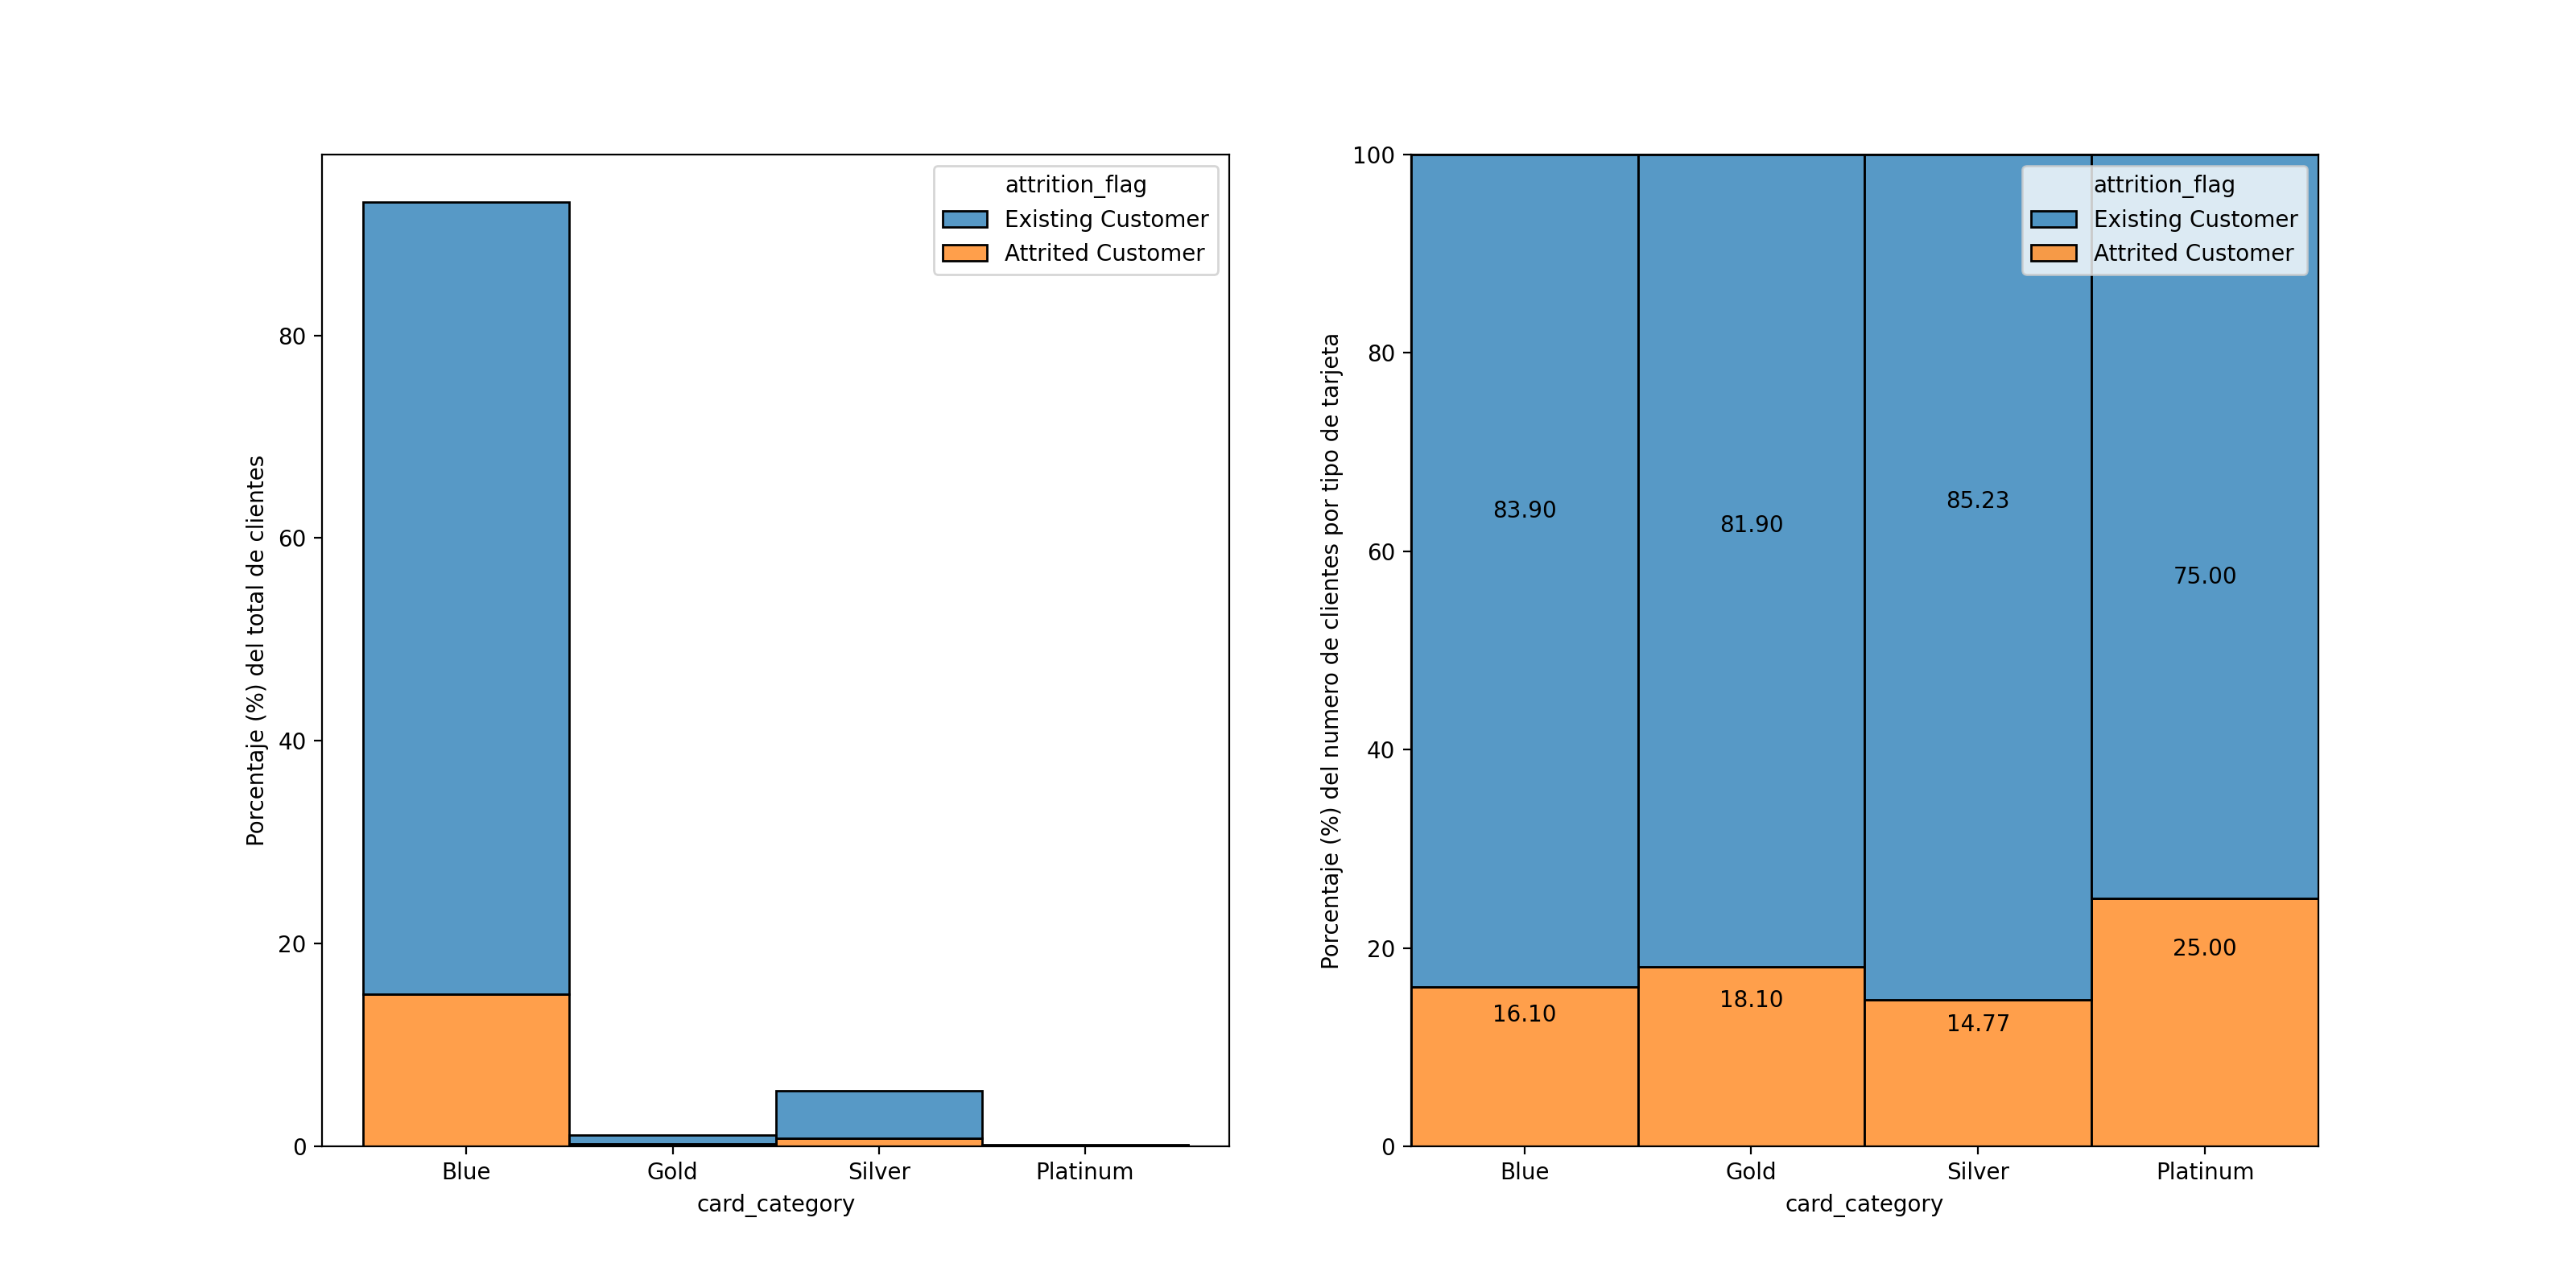 attrition_flag
Existing Customer
Attrited Customer
Porcentaje (%) del total de clientes
80
60
40
20
0
Blue Gold Silver Platinum
card_category
attrition_flag
Existing Customer
Attrited Customer
Porcentaje (%) del numero de clientes por tipo de tarjeta
100
80
60
40
20
0
83.90 81.90 85.23 75.00
16.10 18.10 14.77 25.00
Blue Gold Silver Platinum
card_category